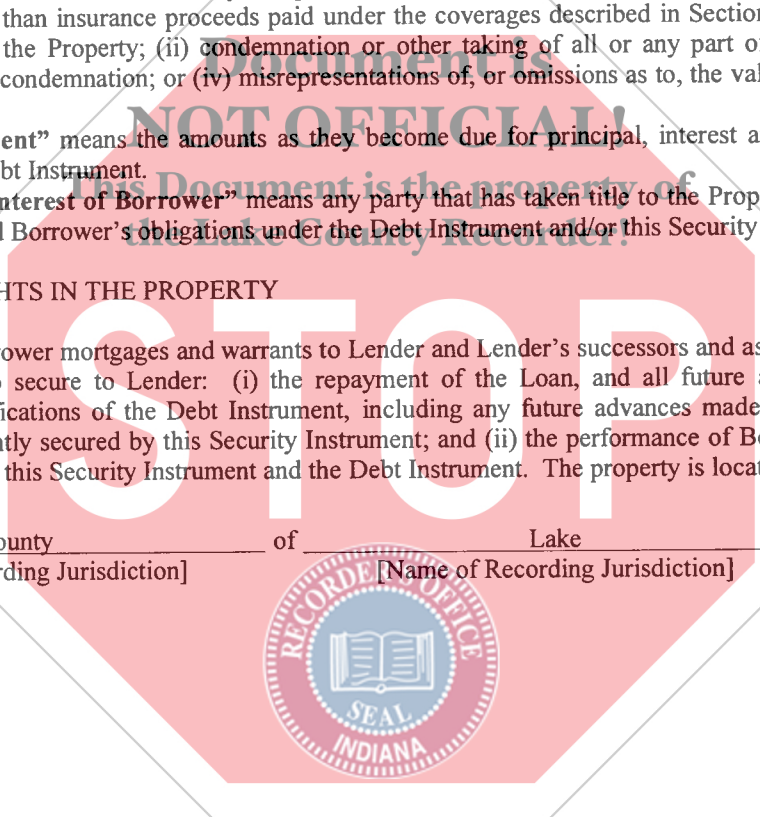 than insurance proceeds paid under the coverages described in Section
the Property; (ii) condemnation or other taking of all or any part o
condemnation; or (iv) misrepresentations of, or omissions as to, the val
Document is
NOT OFFICIAL!
ent” means the amounts as they become due for principal, interest a
bt Instrument.
This Document is the property of
nterest of Borrower” means any party that has taken title to the Prop
l Borrower’s obligations under the Debt Instrument and/or this Security
the Lake County Recorder!
HTS IN THE PROPERTY
rower mortgages and warrants to Lender and Lender’s successors and as
o secure to Lender: (i) the repayment of the Loan, and all future a
ications of the Debt Instrument, including any future advances made
ntly secured by this Security Instrument; and (ii) the performance of B
this Security Instrument and the Debt Instrument. The property is locat
STOP
ounty of Lake
ding Jurisdiction] [Name of Recording Jurisdiction]
RECORDER'S OFFICE
SEAL
INDIANA